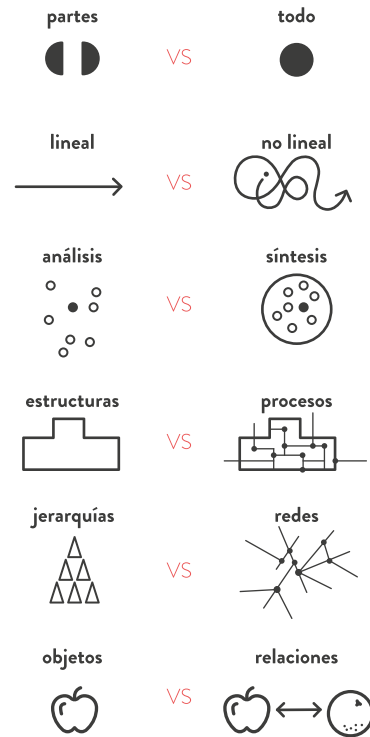 partes
VS
todo
lineal
VS
no lineal
análisis
VS
síntesis
estructuras
VS
procesos
jerarquías
VS
redes
objetos
VS
relaciones